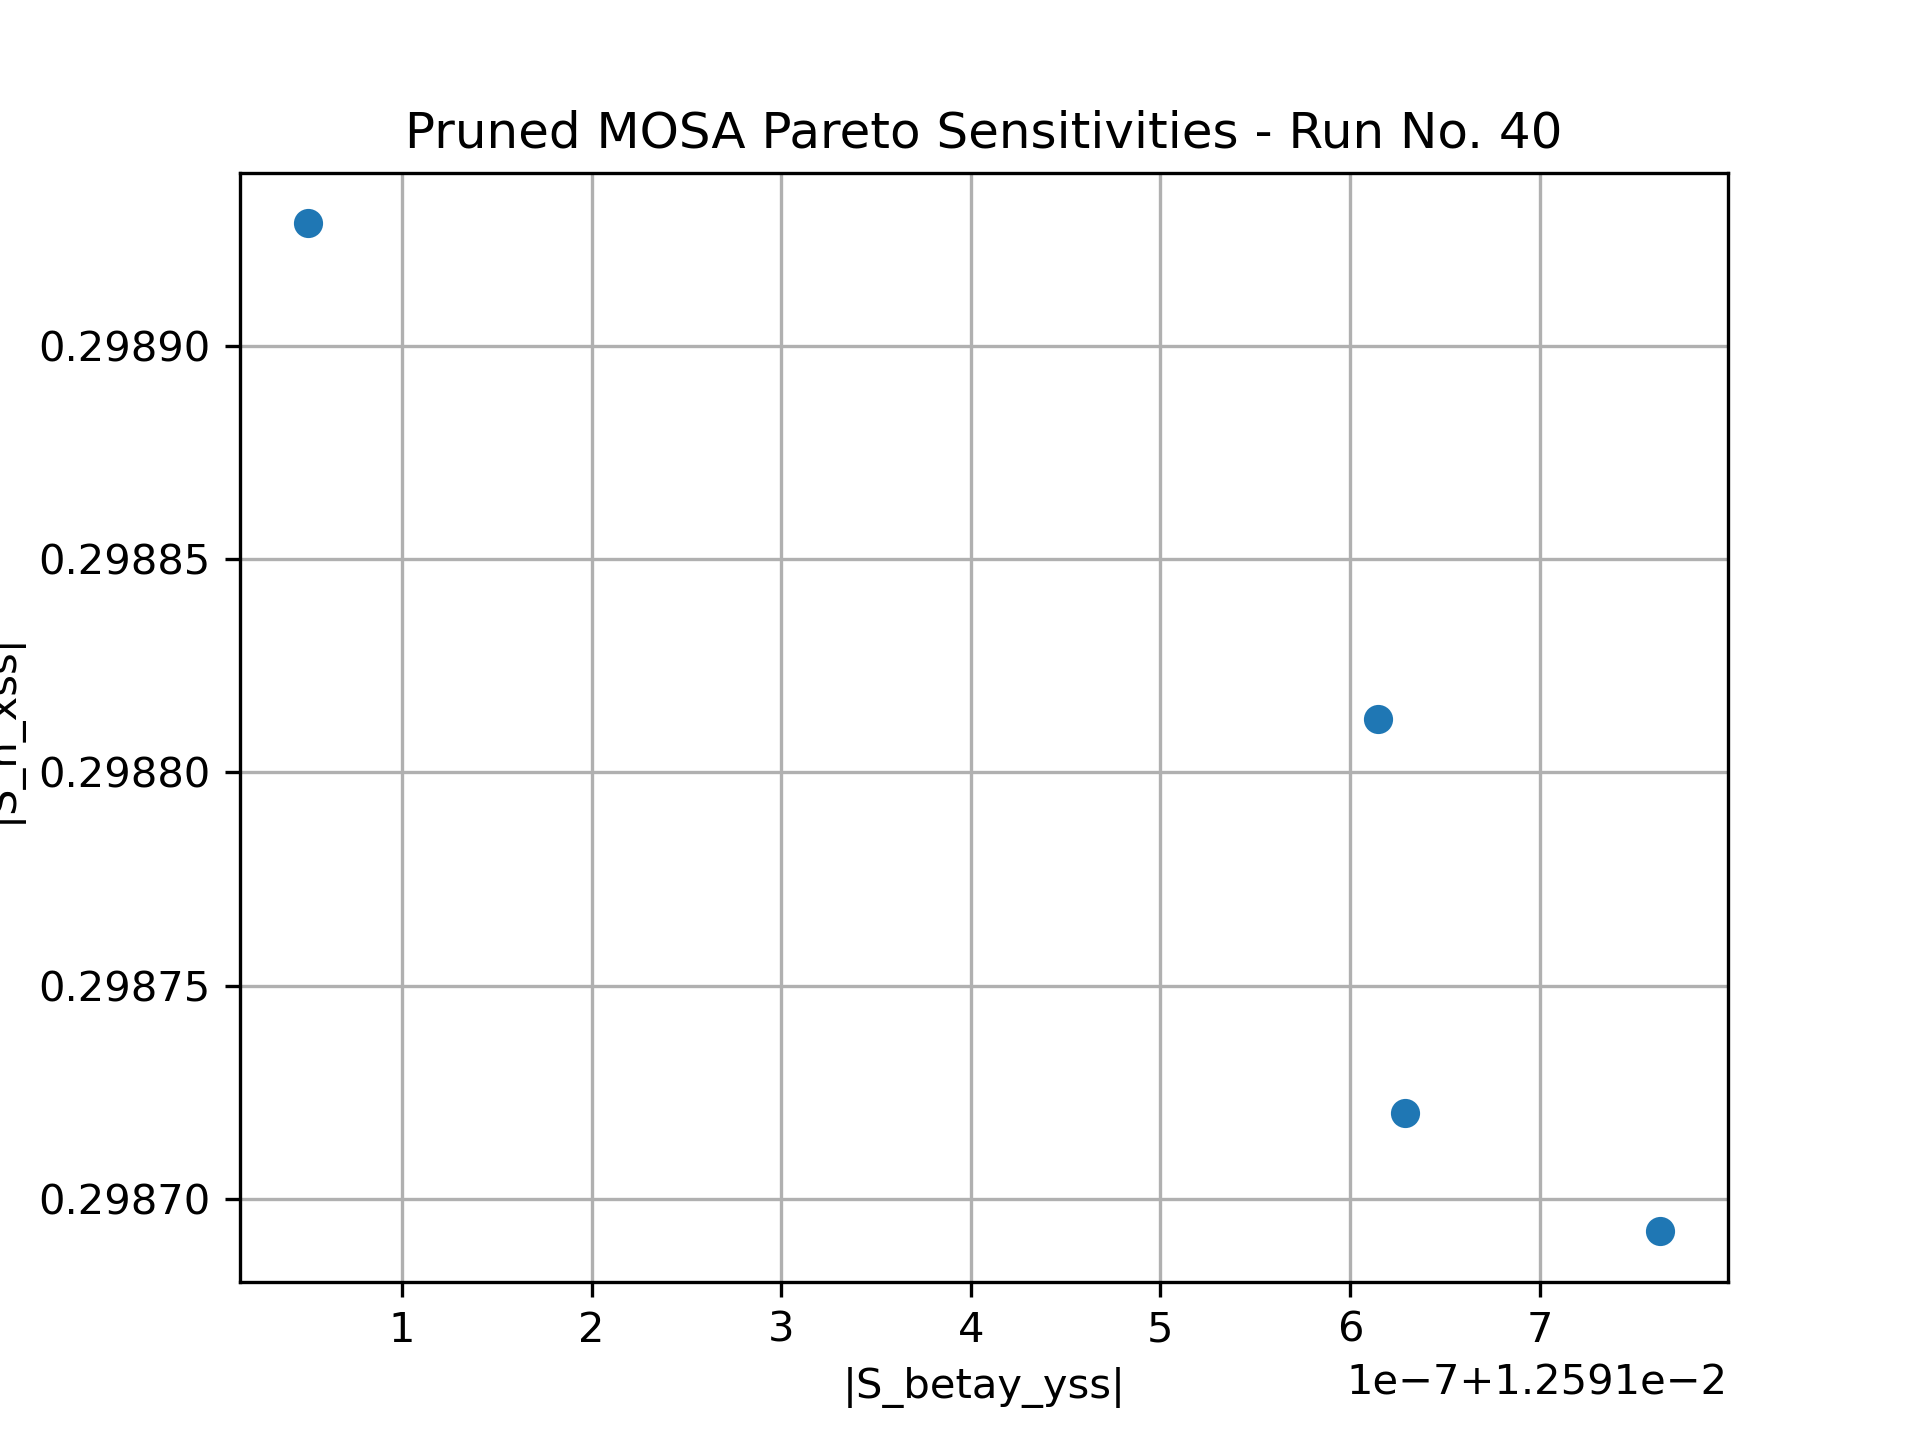 Pruned MOSA Pareto Sensitivities - Run No. 40
0.29890
0.29885
0.29880
0.29875
0.29870
1 2 3 4 5 6 7
|S_betay_yss|
1e−7+1.2591e−2